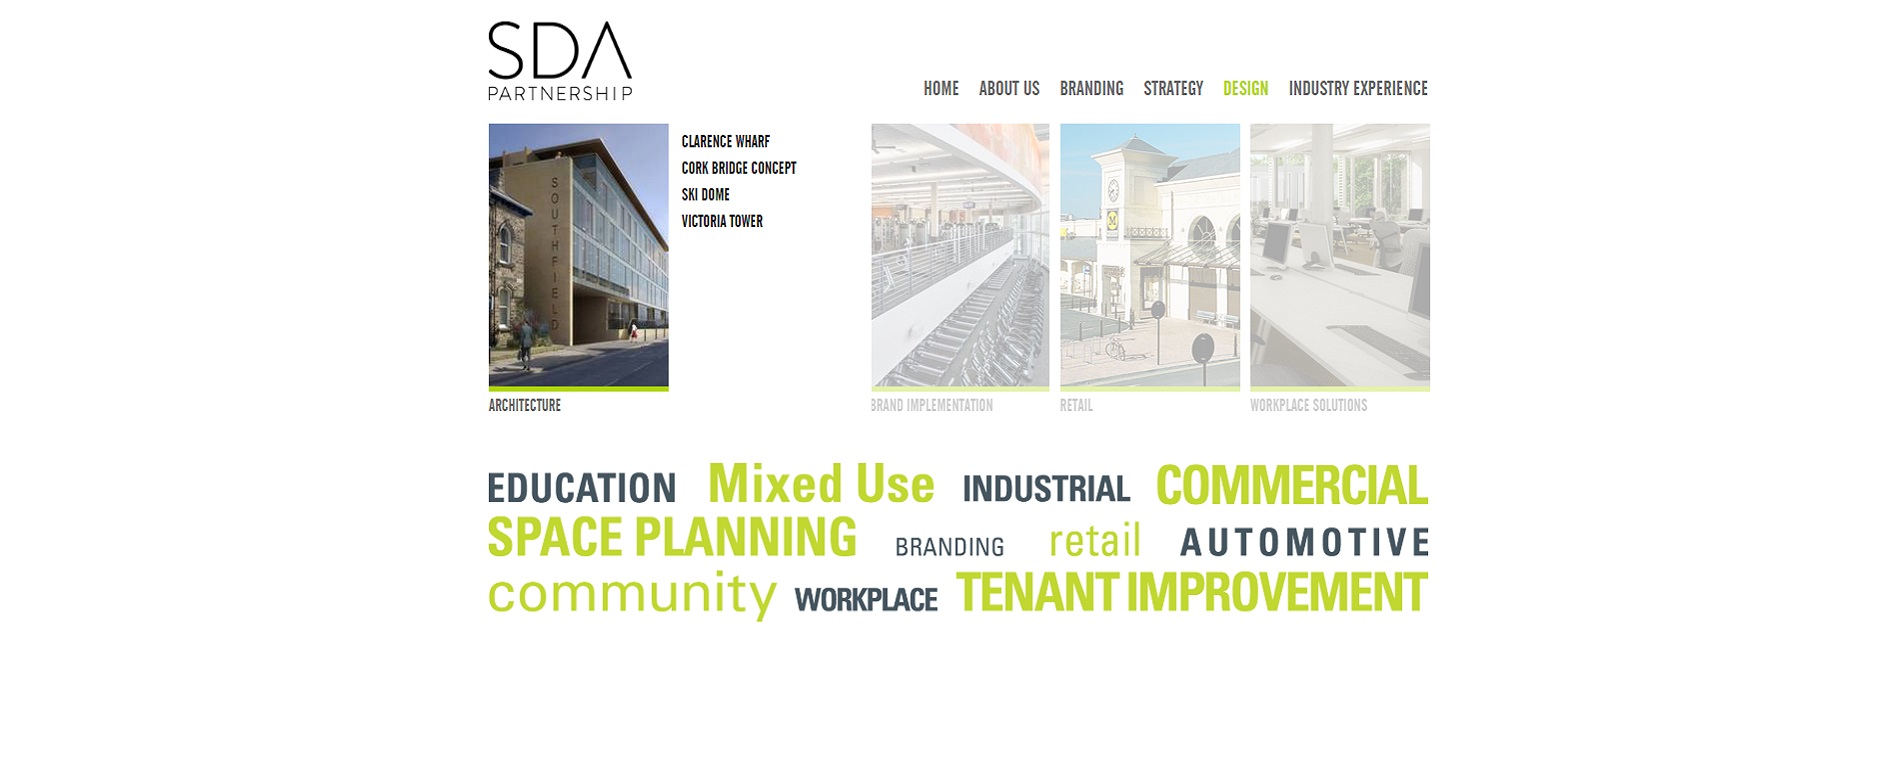 SDA
PARTNERSHIP
HOME ABOUT US BRANDING STRATEGY DESIGN INDUSTRY EXPERIENCE
SOUTHFIELD
CLARENCE WHARF
CORK BRIDGE CONCEPT
SKI DOME
VICTORIA TOWER
ARCHITECTURE
BRAND IMPLEMENTATION
RETAIL
WORKPLACE SOLUTIONS
EDUCATION Mixed Use INDUSTRIAL COMMERCIAL
SPACE PLANNING BRANDING retail AUTOMOTIVE
community WORKPLACE TENANT IMPROVEMENT